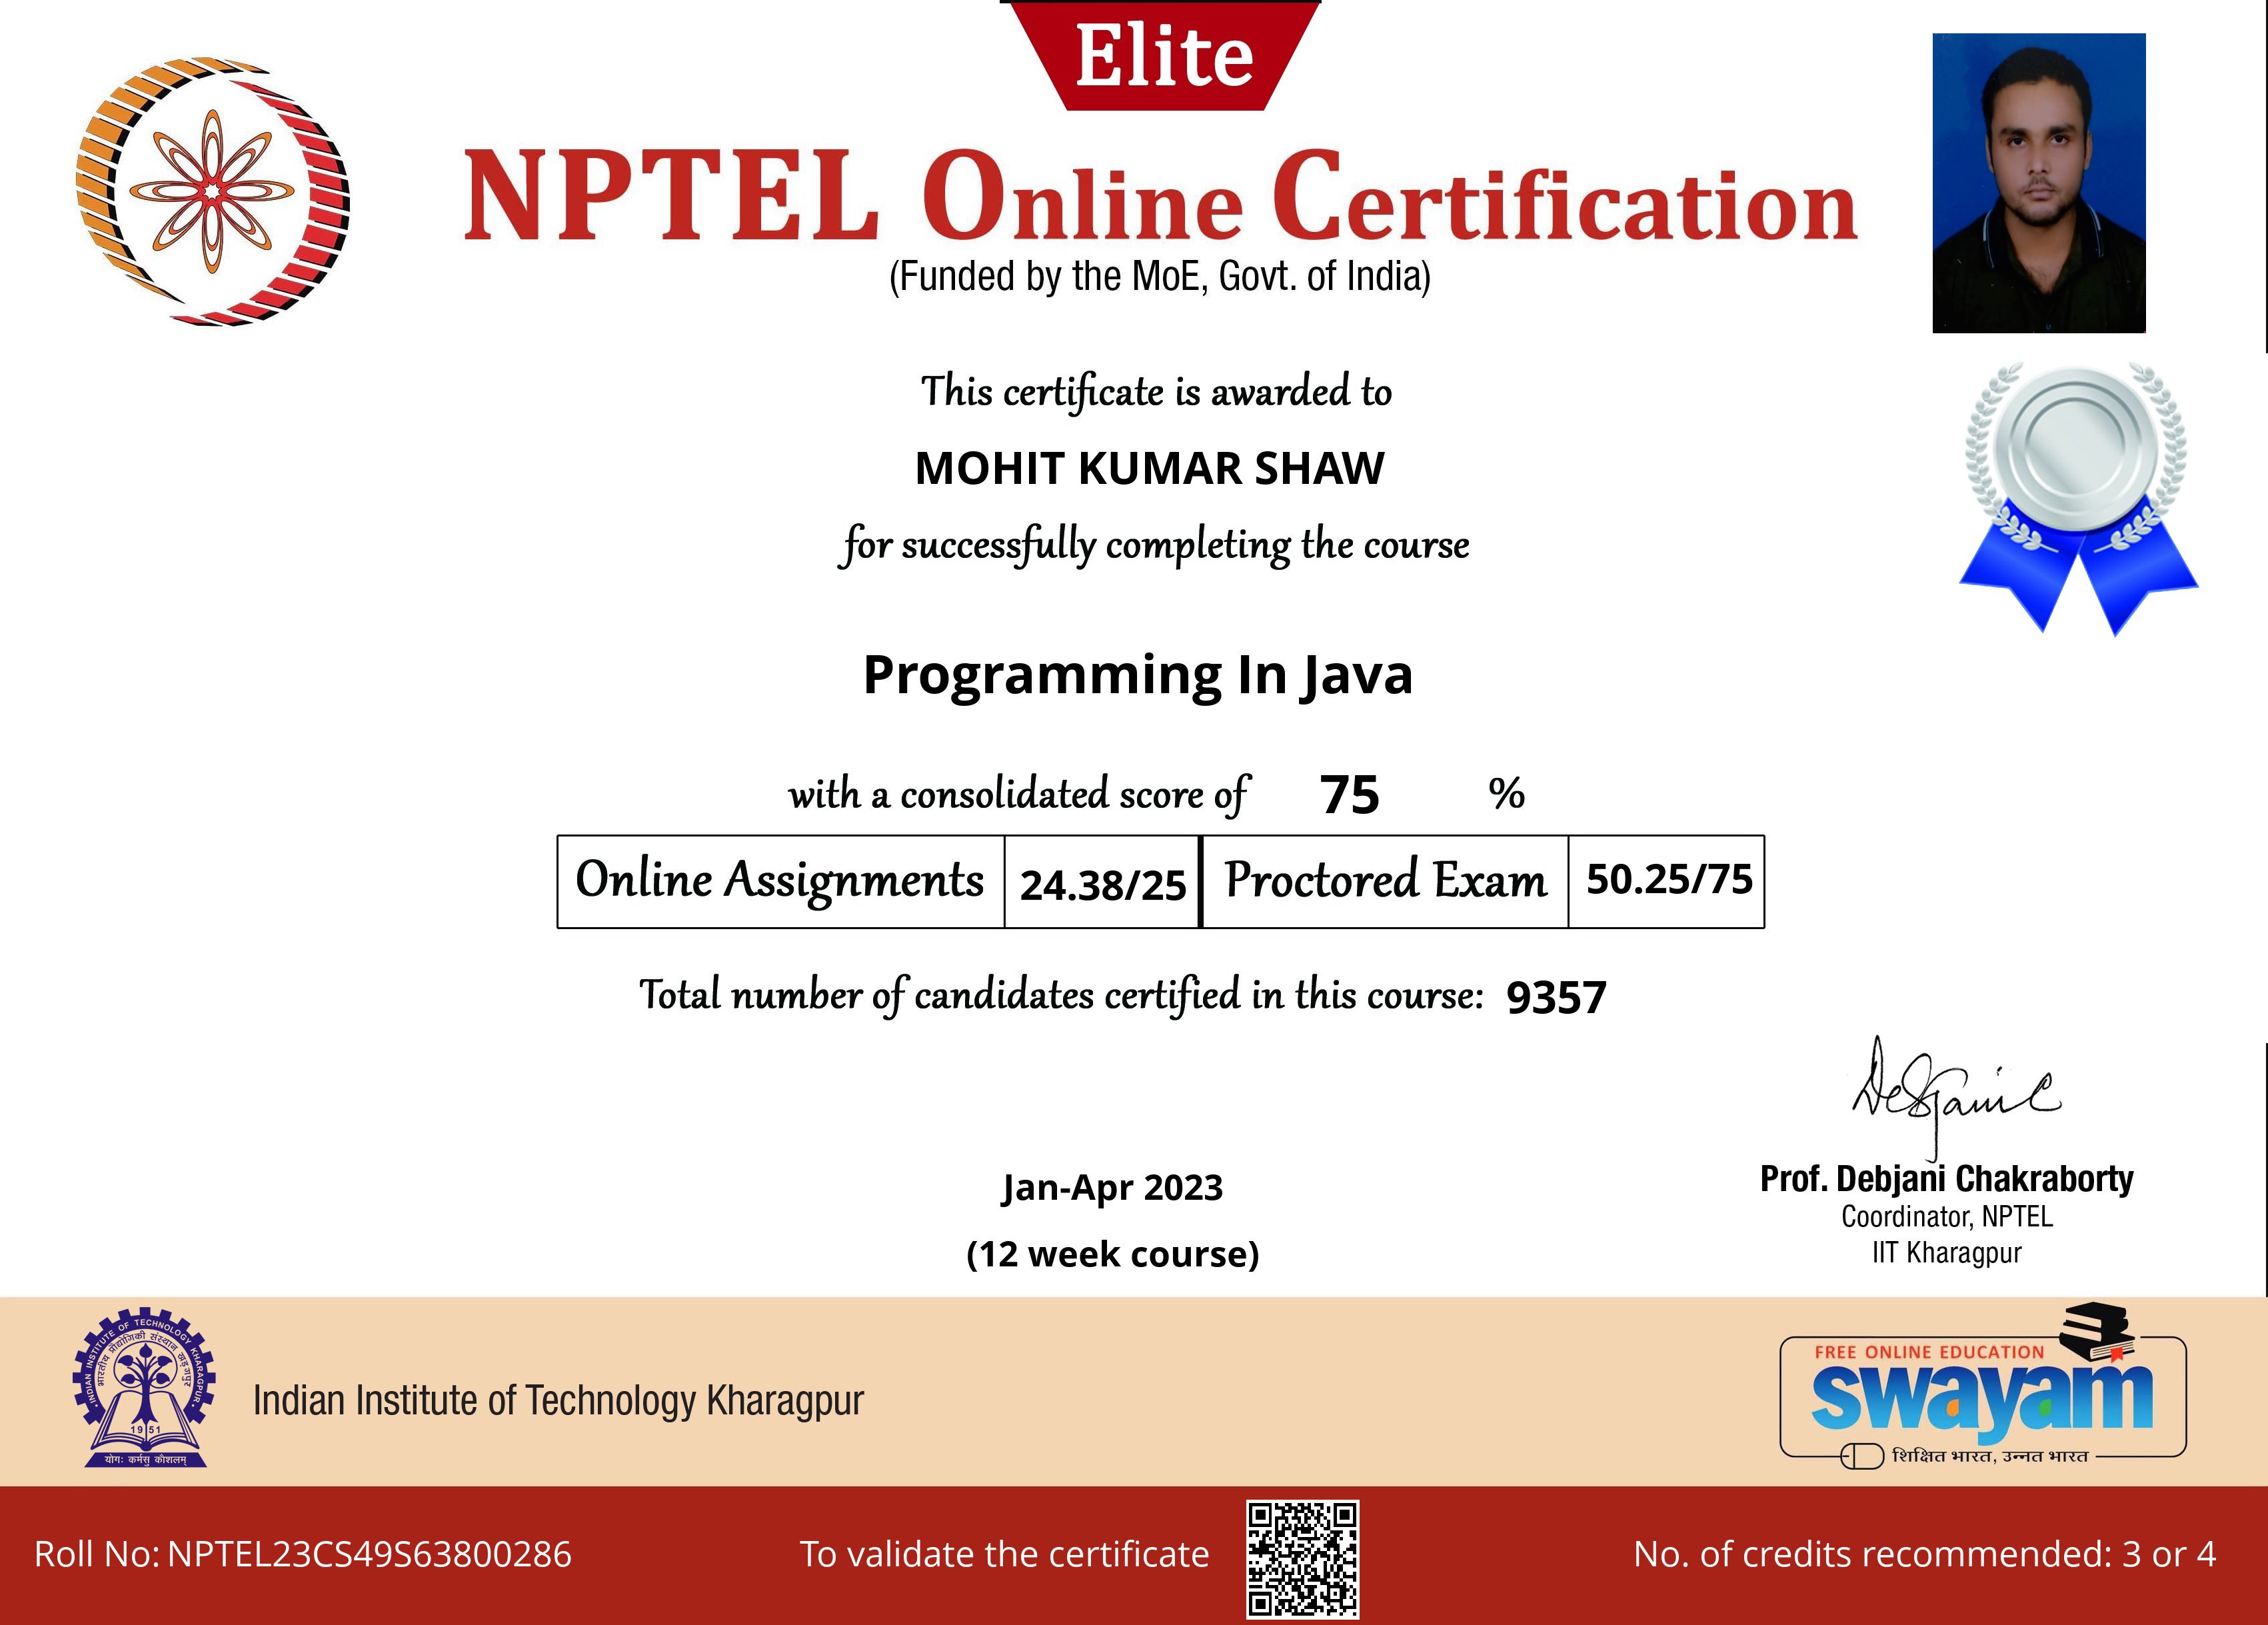 Elite
NPTEL Online Certification
(Funded by the MoE, Govt. of India)
This certificate is awarded to
MOHIT KUMAR SHAW
for successfully completing the course
Programming In Java
with a consolidated score of 75 %
Online Assignments 24.38/25 Proctored Exam 50.25/75
Total number of candidates certified in this course: 9357
Jan-Apr 2023
(12 week course)
Prof. Debjani Chakraborty
Coordinator, NPTEL
IIT Kharagpur
INDIAN INSTITUTE OF TECHNOLOGY KHARAGPUR
भारतीय प्रौद्योगिकी संस्थान खड़गपुर
1951
योगः कर्मसु कौशलम्
Indian Institute of Technology Kharagpur
FREE ONLINE EDUCATION
swayam
शिक्षित भारत, उन्नत भारत
Roll No: NPTEL23CS49S63800286
To validate the certificate
No. of credits recommended: 3 or 4